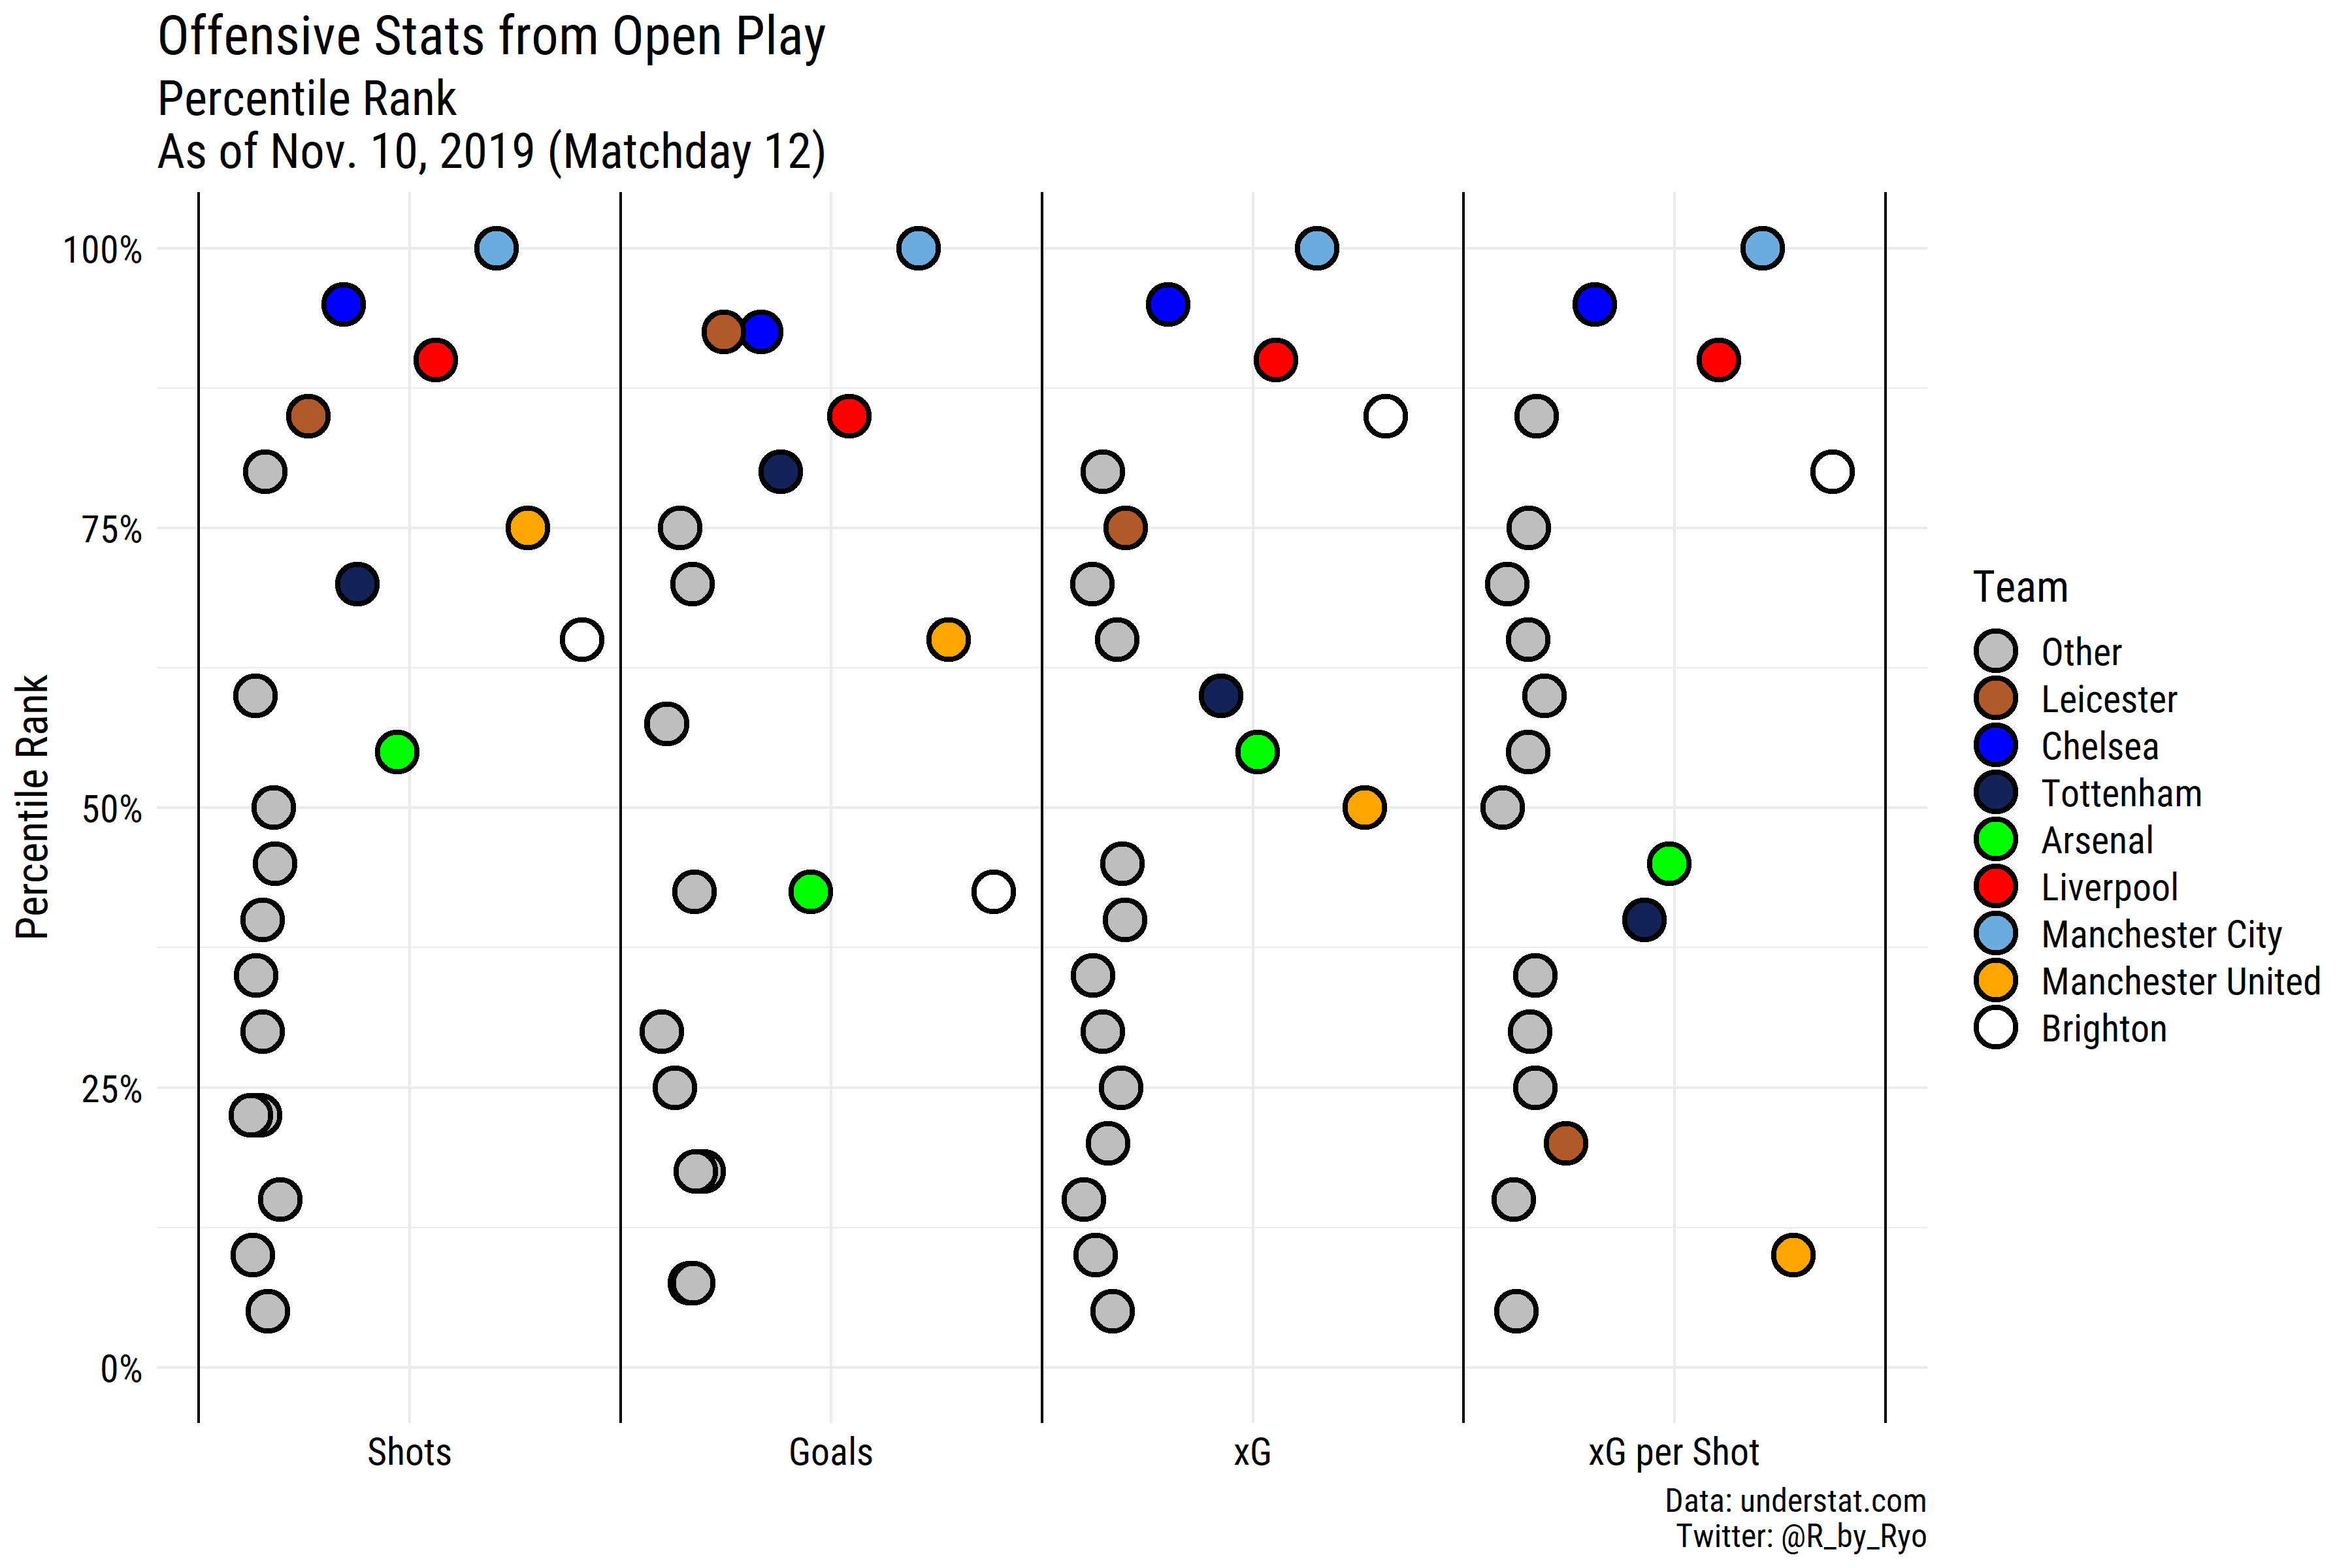 Offensive Stats from Open Play
Percentile Rank
As of Nov. 10, 2019 (Matchday 12)
Percentile Rank
100%
75%
50%
25%
0%
Shots
Goals
xG
xG per Shot
Team
Other
Leicester
Chelsea
Tottenham
Arsenal
Liverpool
Manchester City
Manchester United
Brighton
Data: understat.com
Twitter: @R_by_Ryo